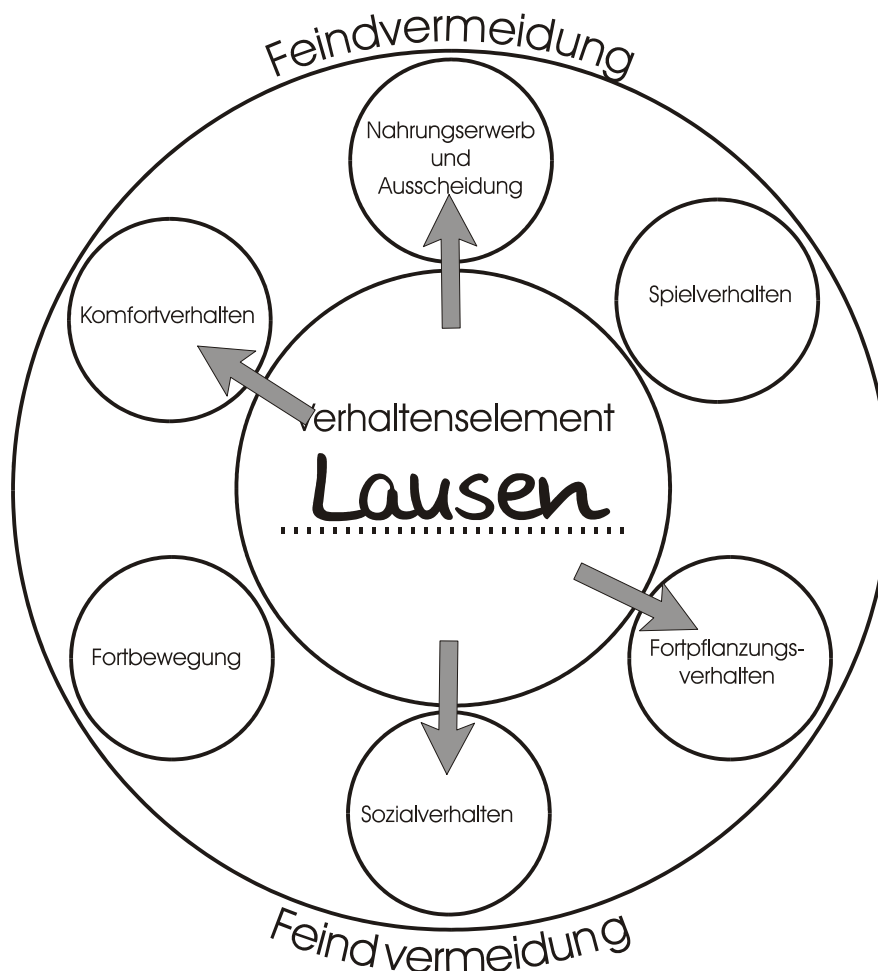 Feindvermeidung
Nahrungserwerb
und
Ausscheidung
Spielverhalten
Komfortverhalten
Verhaltenselement
Lausen
Fortbewegung
Fortpflanzungs-
verhalten
Sozialverhalten
Feindvermeidung